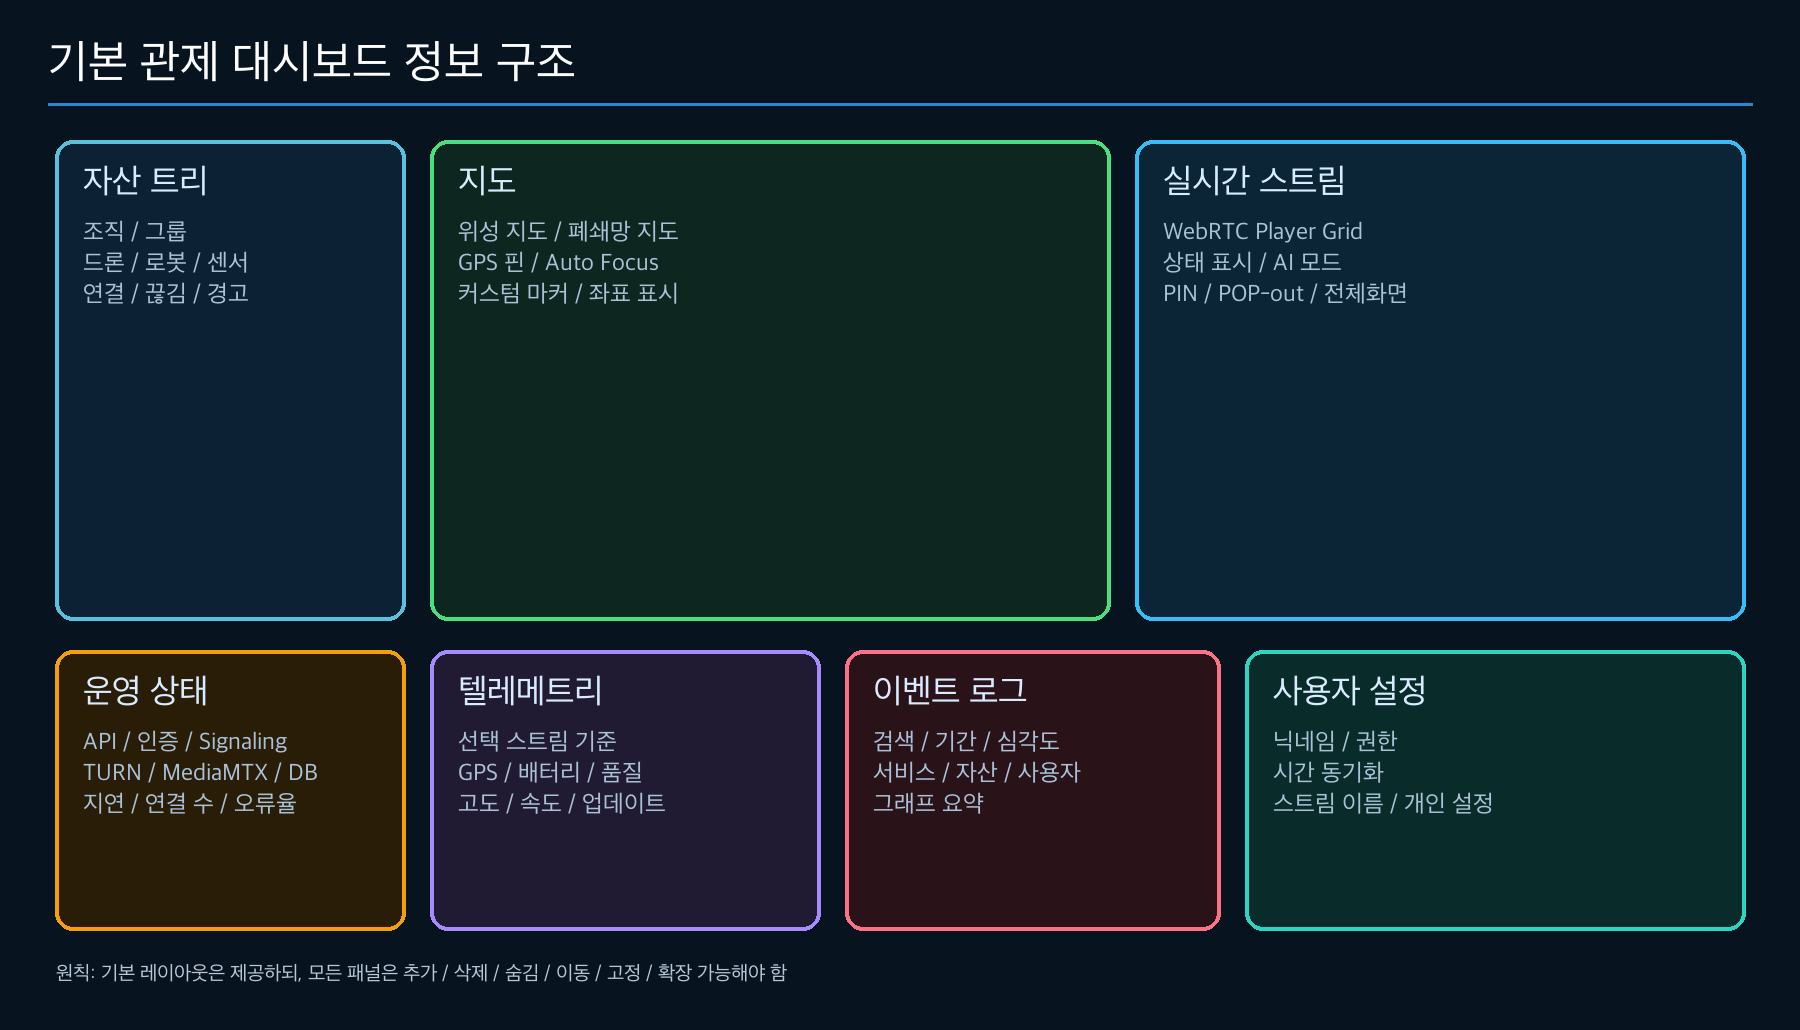 기본 관제 대시보드 정보 구조
자산 트리
조직 / 그룹
드론 / 로봇 / 센서
연결 / 끊김 / 경고
지도
위성 지도 / 폐쇄망 지도
GPS 핀 / Auto Focus
커스텀 마커 / 좌표 표시
실시간 스트림
WebRTC Player Grid
상태 표시 / AI 모드
PIN / POP-out / 전체화면
운영 상태
API / 인증 / Signaling
TURN / MediaMTX / DB
지연 / 연결 수 / 오류율
텔레메트리
선택 스트림 기준
GPS / 배터리 / 품질
고도 / 속도 / 업데이트
이벤트 로그
검색 / 기간 / 심각도
서비스 / 자산 / 사용자
그래프 요약
사용자 설정
닉네임 / 권한
시간 동기화
스트림 이름 / 개인 설정
원칙: 기본 레이아웃은 제공하되, 모든 패널은 추가 / 삭제 / 숨김 / 이동 / 고정 / 확장 가능해야 함